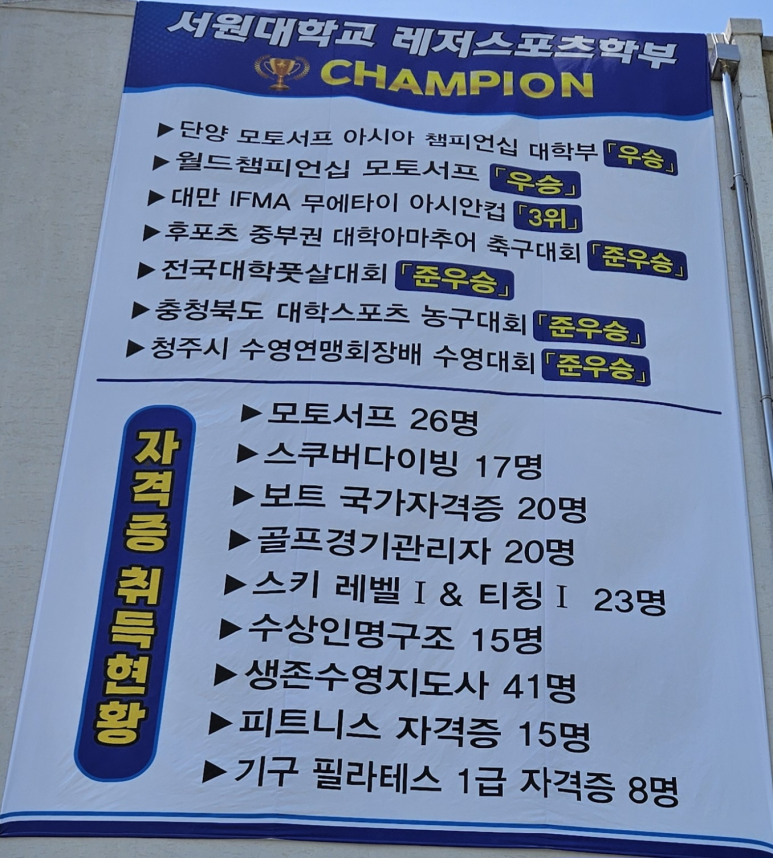 서원대학교 레저스포츠학부
CHAMPION
▶단양 모토서프 아시아 챔피언십 대학부「우승」
▶월드챔피언십 모토서프「우승」
▶대만 IFMA 무에타이 아시안컵「3위」
▶후포츠 중부권 대학아마추어 축구대회「준우승」
▶전국대학풋살대회「준우승」
▶충청북도 대학스포츠 농구대회「준우승」
▶청주시 수영연맹회장배 수영대회「준우승」
자격증 취득현황
▶모토서프 26명
▶스쿠버다이빙 17명
▶보트 국가자격증 20명
▶골프경기관리자 20명
▶스키 레벨Ⅰ& 티칭Ⅰ 23명
▶수상인명구조 15명
▶생존수영지도사 41명
▶피트니스 자격증 15명
▶기구 필라테스 1급 자격증 8명